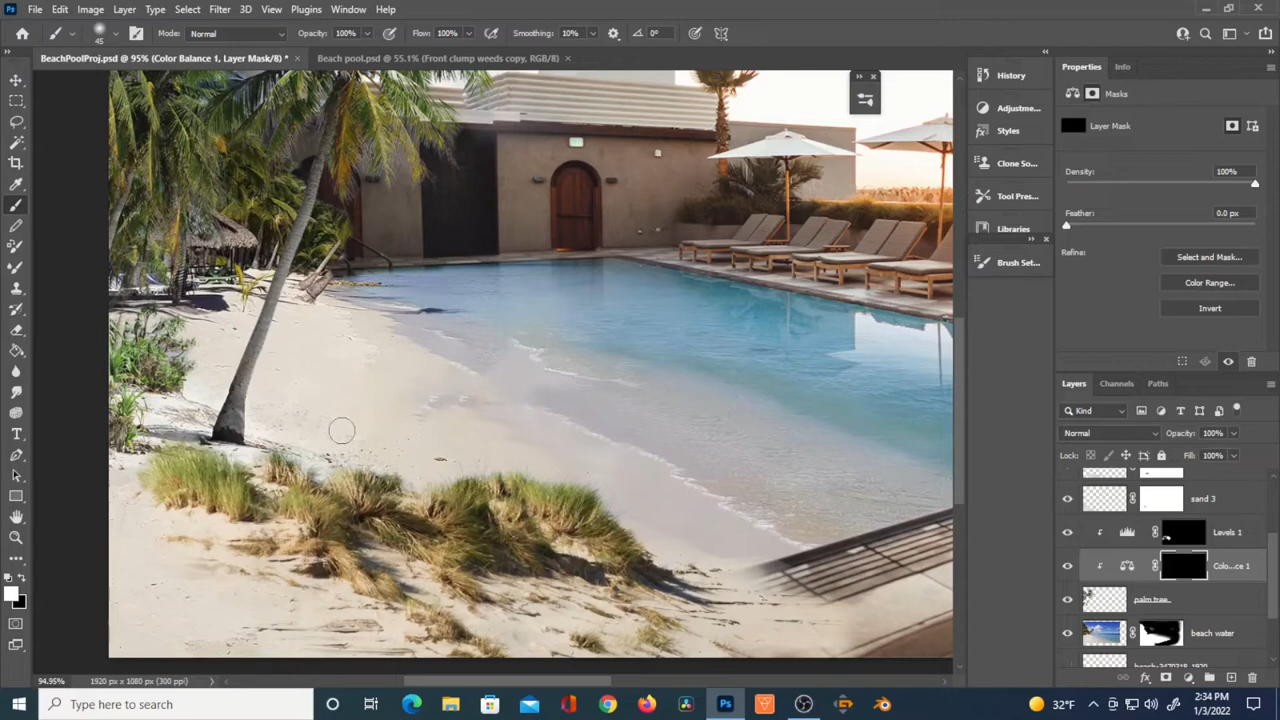 Ps File Edit Image Layer Type Select Filter 3D View Plugins Window Help
45 Mode: Normal Opacity: 100% Flow: 100% Smoothing: 10% 0°
BeachPoolProj.psd @ 95% (Color Balance 1, Layer Mask/8) * ×
Beach pool.psd @ 55.1% (Front clump weeds copy, RGB/8) ×
History
Adjustme...
Styles
Clone So...
Tool Pres...
Libraries
Brush Set...
Properties Info
Masks
Layer Mask
Density: 100%
Feather: 0.0 px
Refine: Select and Mask...
Color Range...
Invert
Layers Channels Paths
Kind
Normal Opacity: 100%
Lock: Fill: 100%
sand 3
Levels 1
Colo...ce 1
palm tree
beach water
94.95% 1920 px x 1080 px (300 ppi)
Type here to search
32°F
2:34 PM
1/3/2022